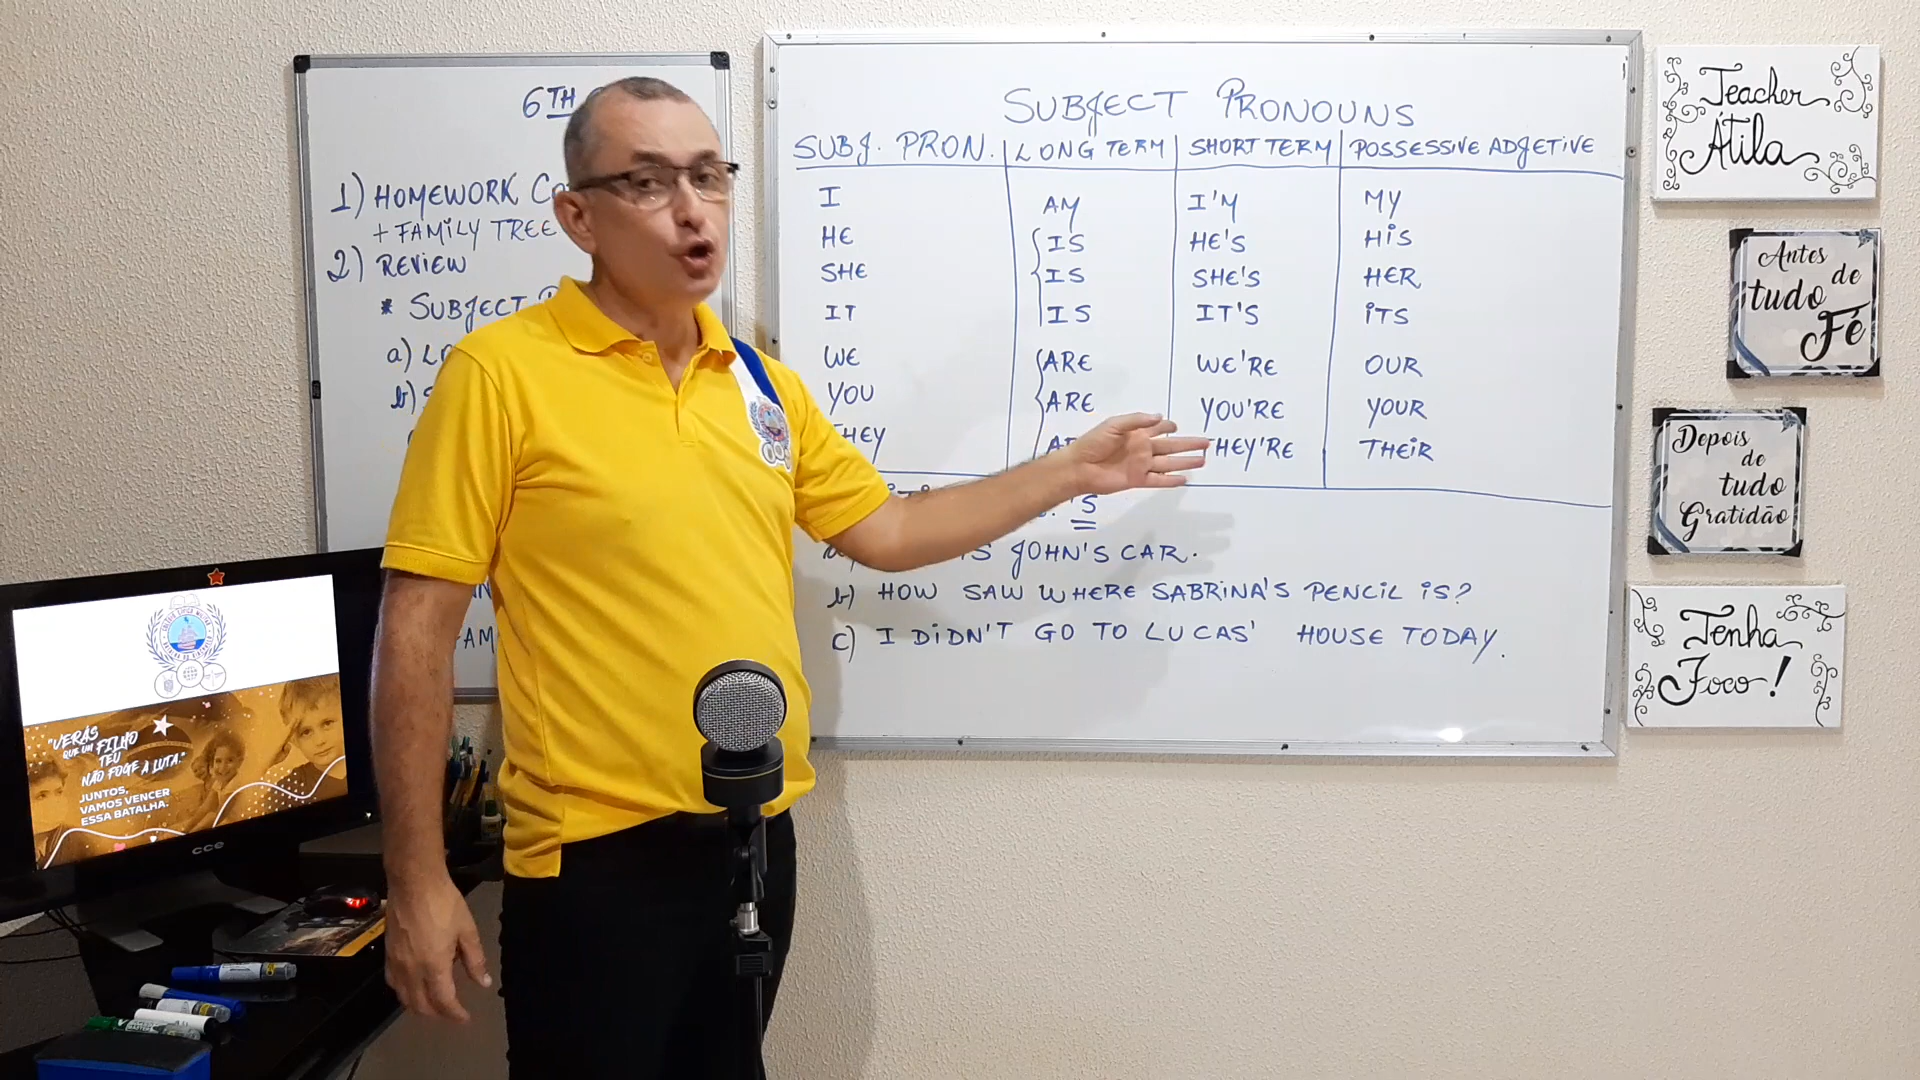 6TH
1) HOMEWORK
+ FAMILY TREE
2) REVIEW
* SUBJECT
a)
b)
SUBJECT PRONOUNS
SUBJ. PRON. LONG TERM SHORT TERM POSSESSIVE ADJETIVE
I AM I'M MY
HE IS HE'S HIS
SHE IS SHE'S HER
IT IS IT'S ITS
WE ARE WE'RE OUR
YOU ARE YOU'RE YOUR
THEY THEY'RE THEIR
'S
JOHN'S CAR.
b) HOW SAW WHERE SABRINA'S PENCIL IS?
c) I DIDN'T GO TO LUCAS' HOUSE TODAY.
Teacher
Átila
Antes
de
tudo
Fé
Depois
de
tudo
Gratidão
Tenha
Foco!
"VERÁS
QUE UM FILHO
TEU
NÃO FOGE À LUTA."
JUNTOS,
VAMOS VENCER
ESSA BATALHA.
cce